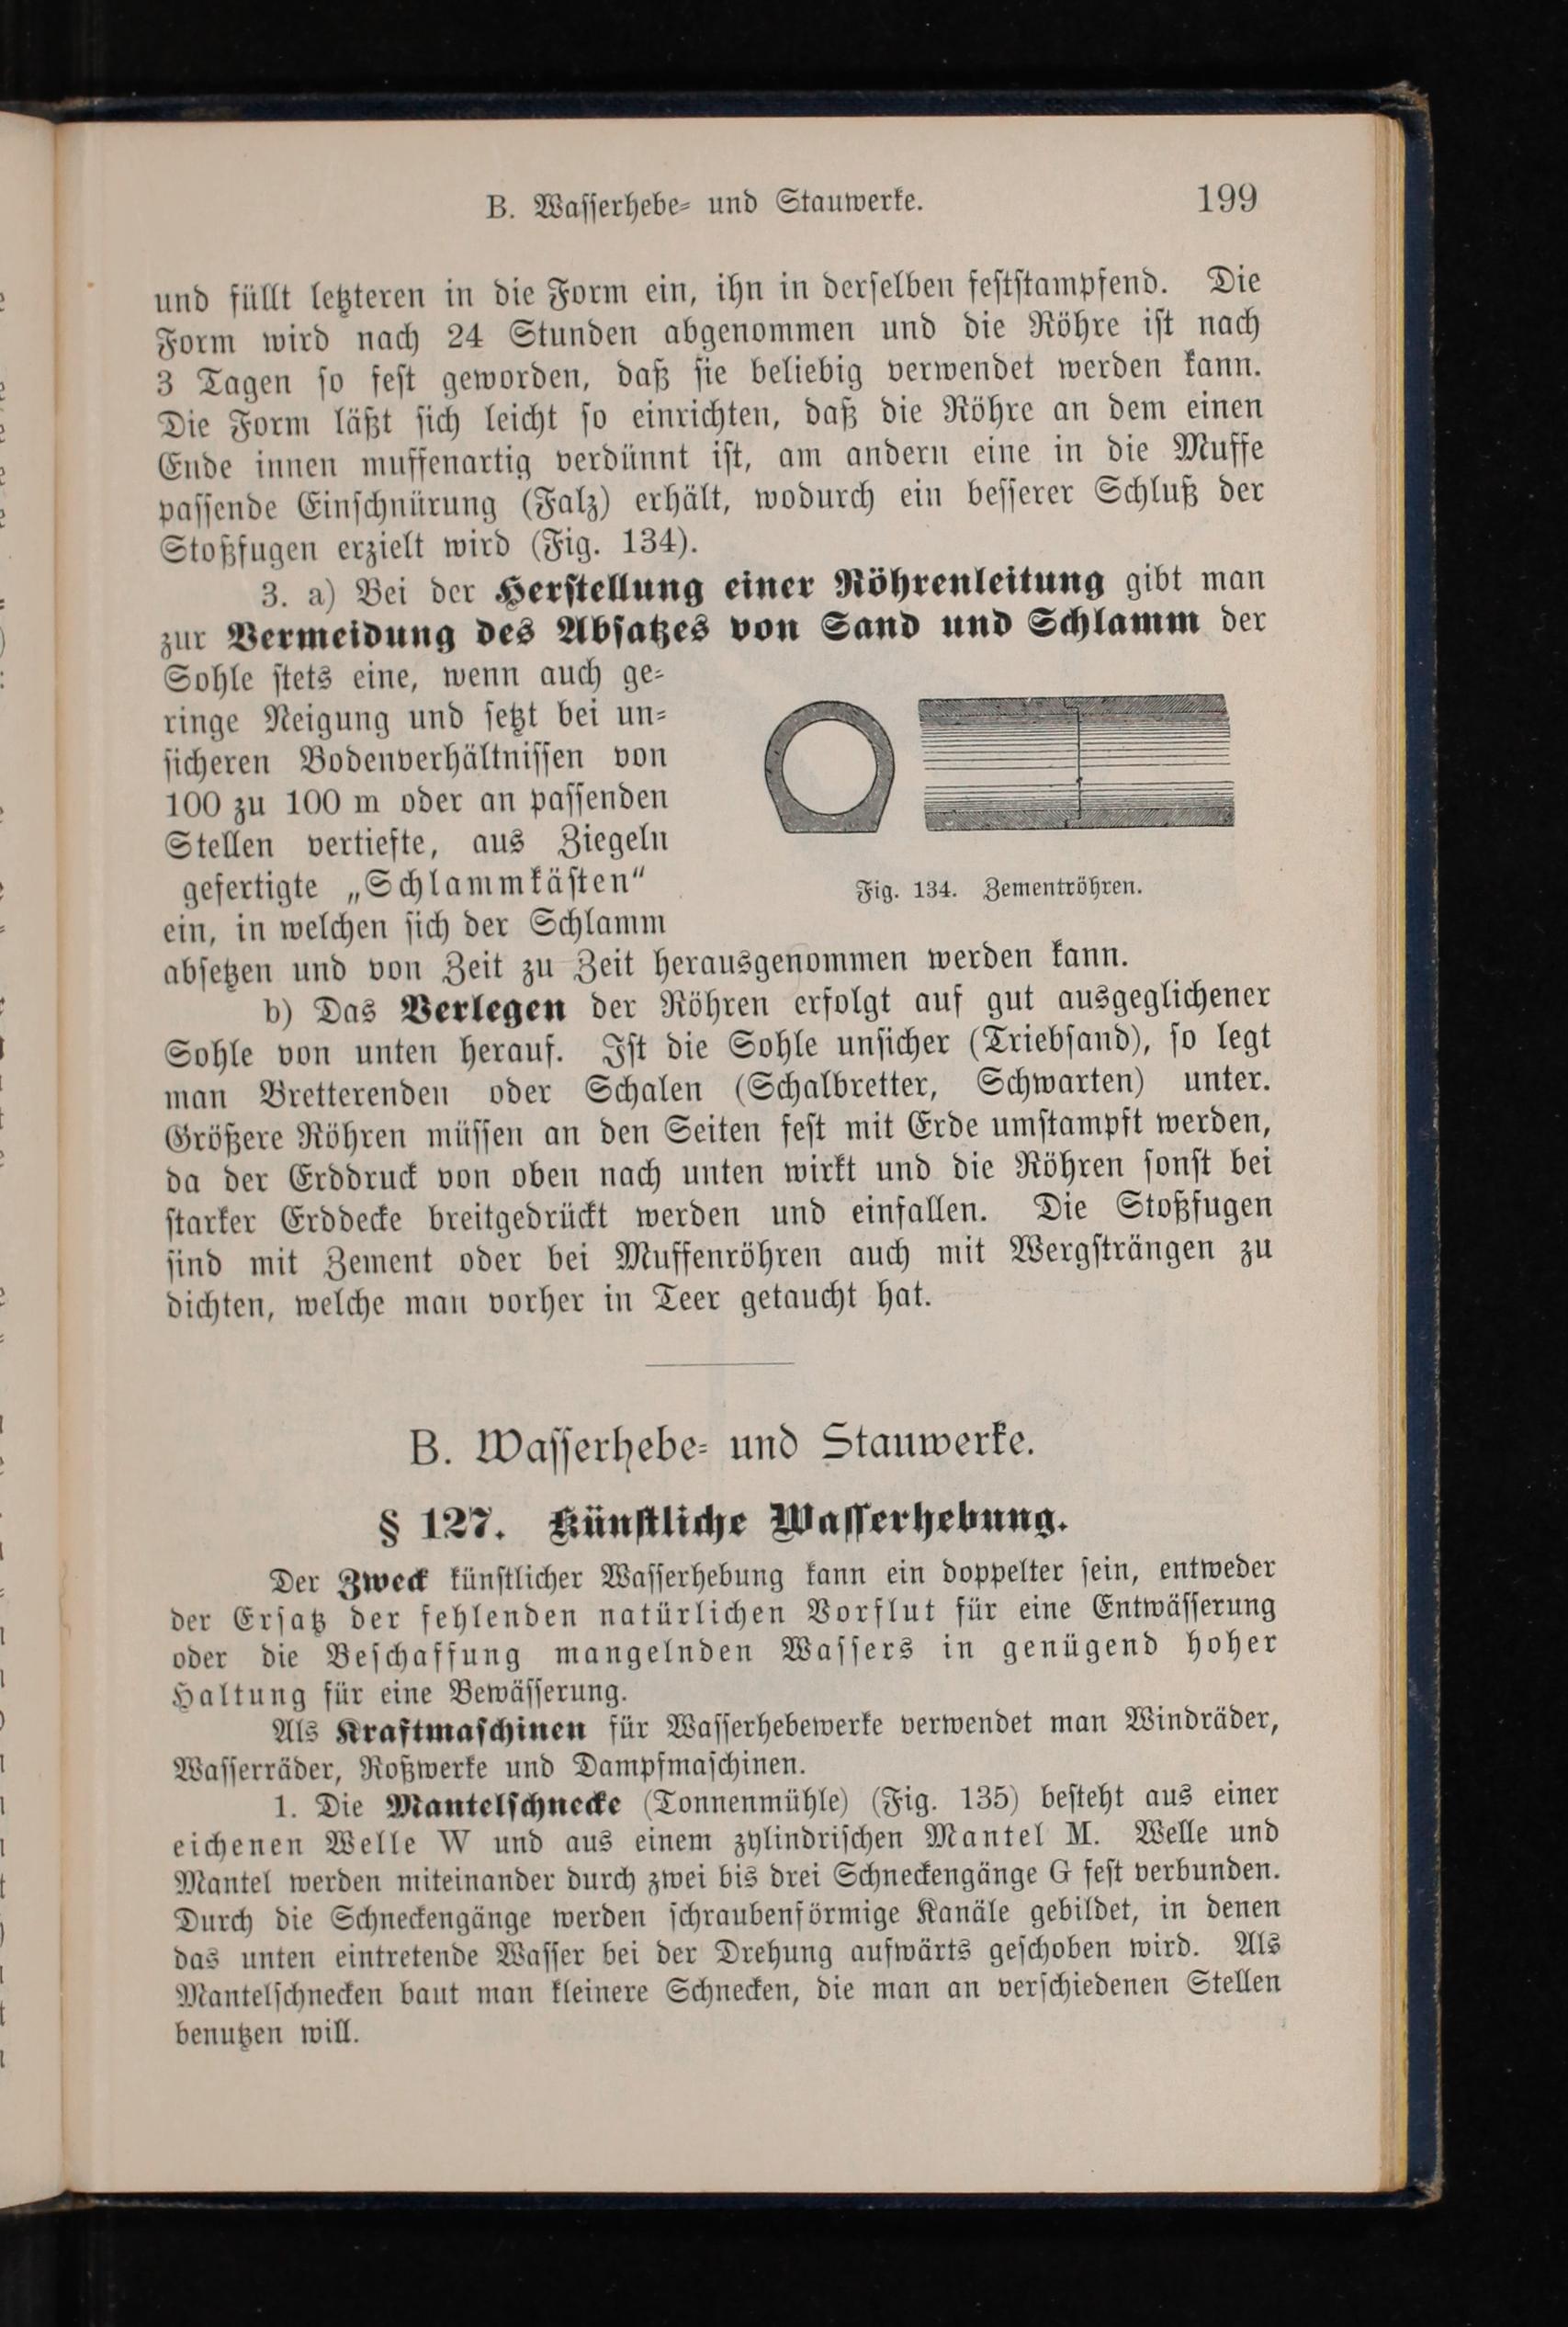 B. Waſſerhebe- und Stauwerke. 199
und füllt letzteren in die Form ein, ihn in derſelben feſtſtampfend. Die
Form wird nach 24 Stunden abgenommen und die Röhre iſt nach
3 Tagen ſo feſt geworden, daß ſie beliebig verwendet werden kann.
Die Form läßt ſich leicht ſo einrichten, daß die Röhre an dem einen
Ende innen muffenartig verdünnt iſt, am andern eine in die Muffe
paſſende Einſchnürung (Falz) erhält, wodurch ein beſſerer Schluß der
Stoßfugen erzielt wird (Fig. 134).
3. a) Bei der Herſtellung einer Röhrenleitung gibt man
zur Vermeidung des Abſatzes von Sand und Schlamm der
Sohle ſtets eine, wenn auch ge-
ringe Neigung und ſetzt bei un-
ſicheren Bodenverhältniſſen von
100 zu 100 m oder an paſſenden
Stellen vertiefte, aus Ziegeln
gefertigte „Schlammkäſten“
ein, in welchen ſich der Schlamm
Fig. 134. Zementröhren.
abſetzen und von Zeit zu Zeit herausgenommen werden kann.
b) Das Verlegen der Röhren erfolgt auf gut ausgeglichener
Sohle von unten herauf. Iſt die Sohle unſicher (Triebſand), ſo legt
man Bretterenden oder Schalen (Schalbretter, Schwarten) unter.
Größere Röhren müſſen an den Seiten feſt mit Erde umſtampft werden,
da der Erddruck von oben nach unten wirkt und die Röhren ſonſt bei
ſtarker Erddecke breitgedrückt werden und einfallen. Die Stoßfugen
ſind mit Zement oder bei Muffenröhren auch mit Wergſträngen zu
dichten, welche man vorher in Teer getaucht hat.
B. Waſſerhebe- und Stauwerke.
§ 127. Künſtliche Waſſerhebung.
Der Zweck künſtlicher Waſſerhebung kann ein doppelter ſein, entweder
der Erſatz der fehlenden natürlichen Vorflut für eine Entwäſſerung
oder die Beſchaffung mangelnden Waſſers in genügend hoher
Haltung für eine Bewäſſerung.
Als Kraftmaſchinen für Waſſerhebewerke verwendet man Windräder,
Waſſerräder, Roßwerke und Dampfmaſchinen.
1. Die Mantelſchnecke (Tonnenmühle) (Fig. 135) beſteht aus einer
eichenen Welle W und aus einem zylindriſchen Mantel M. Welle und
Mantel werden miteinander durch zwei bis drei Schneckengänge G feſt verbunden.
Durch die Schneckengänge werden ſchraubenförmige Kanäle gebildet, in denen
das unten eintretende Waſſer bei der Drehung aufwärts geſchoben wird. Als
Mantelſchnecken baut man kleinere Schnecken, die man an verſchiedenen Stellen
benutzen will.